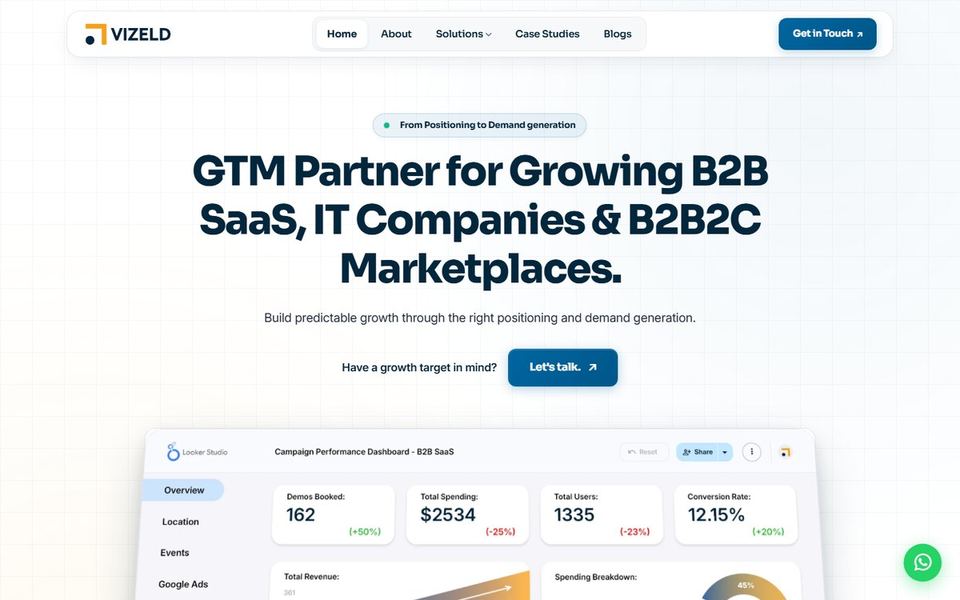 VIZELD
Home
About
Solutions
Case Studies
Blogs
Get in Touch
From Positioning to Demand generation
GTM Partner for Growing B2B
SaaS, IT Companies & B2B2C
Marketplaces.
Build predictable growth through the right positioning and demand generation.
Have a growth target in mind?
Let's talk.
Looker Studio
Campaign Performance Dashboard - B2B SaaS
Reset
Share
Overview
Location
Events
Google Ads
Demos Booked:
162
(+50%)
Total Spending:
$2534
(-25%)
Total Users:
1335
(-23%)
Conversion Rate:
12.15%
(+20%)
Total Revenue:
361
Spending Breakdown:
45%